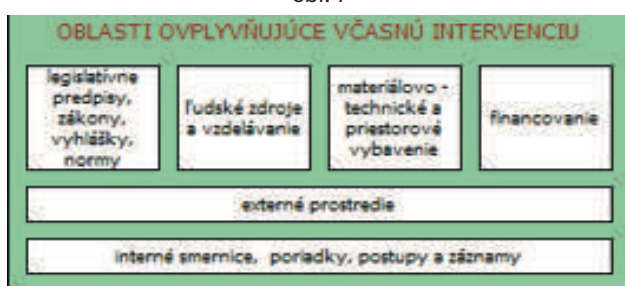 OBLASTI OVPLYVŇUJÚCE VČASNÚ INTERVENCIU
legislatívne
predpisy,
zákony,
vyhlášky,
normy
ľudské zdroje
a vzdelávanie
materiálovo -
technické a
priestorové
vybavenie
financovanie
externé prostredie
interné smernice, poriadky, postupy a záznamy